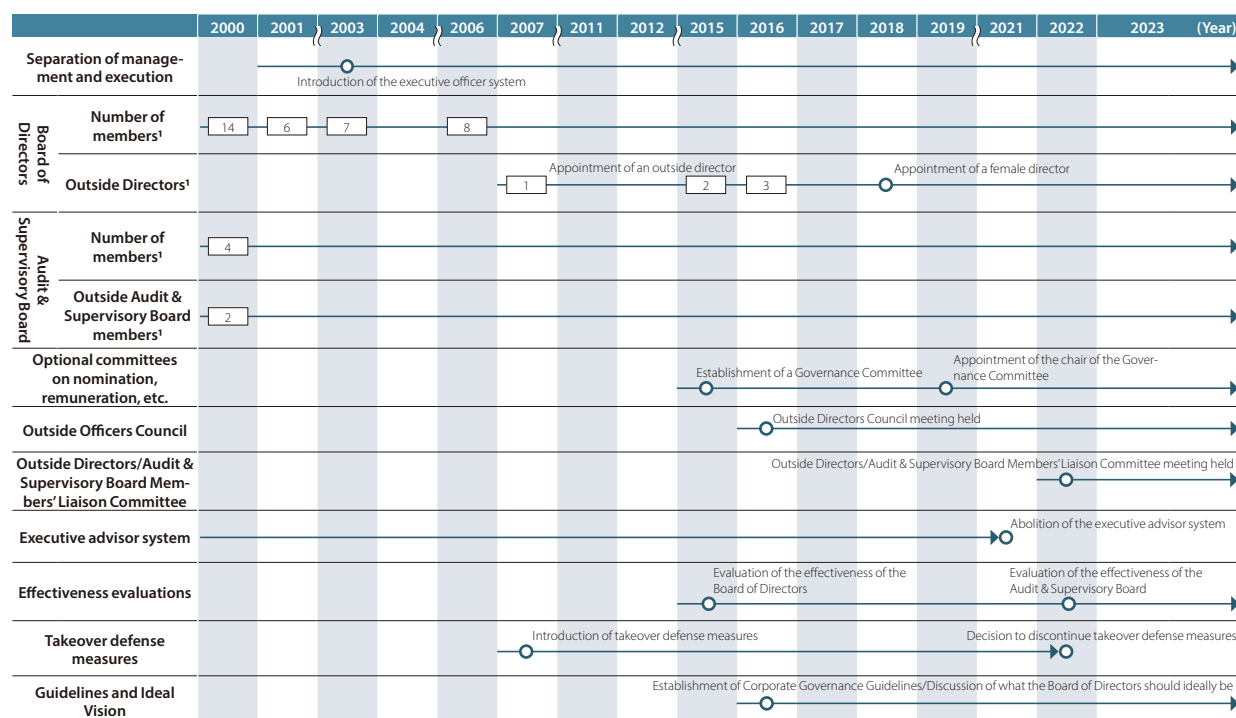 2000 2001 2003 2004 2006 2007 2011 2012 2015 2016 2017 2018 2019 2021 2022 2023 (Year)
Separation of manage-
ment and execution
Introduction of the executive officer system
Board of
Directors
Number of
members¹
14 6 7 8
Outside Directors¹
Appointment of an outside director
Appointment of a female director
1 2 3
Audit &
Supervisory Board
Number of
members¹
4
Outside Audit &
Supervisory Board
members¹
2
Optional committees
on nomination,
remuneration, etc.
Establishment of a Governance Committee
Appointment of the chair of the Gover-
nance Committee
Outside Officers Council
Outside Directors Council meeting held
Outside Directors/Audit &
Supervisory Board Mem-
bers’ Liaison Committee
Outside Directors/Audit & Supervisory Board Members’ Liaison Committee meeting held
Executive advisor system
Abolition of the executive advisor system
Effectiveness evaluations
Evaluation of the effectiveness of the
Board of Directors
Evaluation of the effectiveness of the
Audit & Supervisory Board
Takeover defense
measures
Introduction of takeover defense measures
Decision to discontinue takeover defense measures
Guidelines and Ideal
Vision
Establishment of Corporate Governance Guidelines/Discussion of what the Board of Directors should ideally be